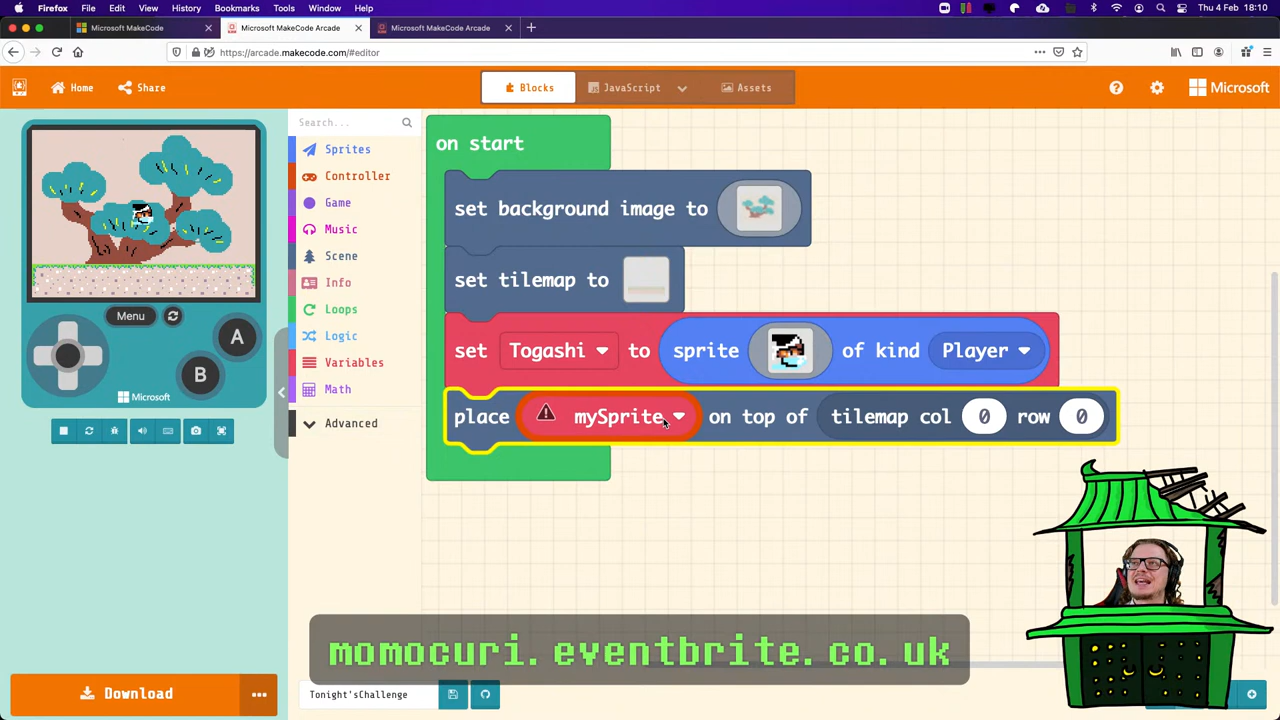 Firefox File Edit View History Bookmarks Tools Window Help
Thu 4 Mar 18:10
Microsoft MakeCode
Microsoft MakeCode Arcade
Microsoft MakeCode Arcade
https://arcade.makecode.com/#editor
Home
Share
Blocks
JavaScript
Assets
Microsoft
Search...
Sprites
Controller
Game
Music
Scene
Info
Loops
Logic
Variables
Math
Advanced
Menu
A
B
Microsoft
on start
set background image to
set tilemap to
set Togashi to sprite of kind Player
place mySprite on top of tilemap col 0 row 0
momocuri.eventbrite.co.uk
Download
Tonight'sChallenge